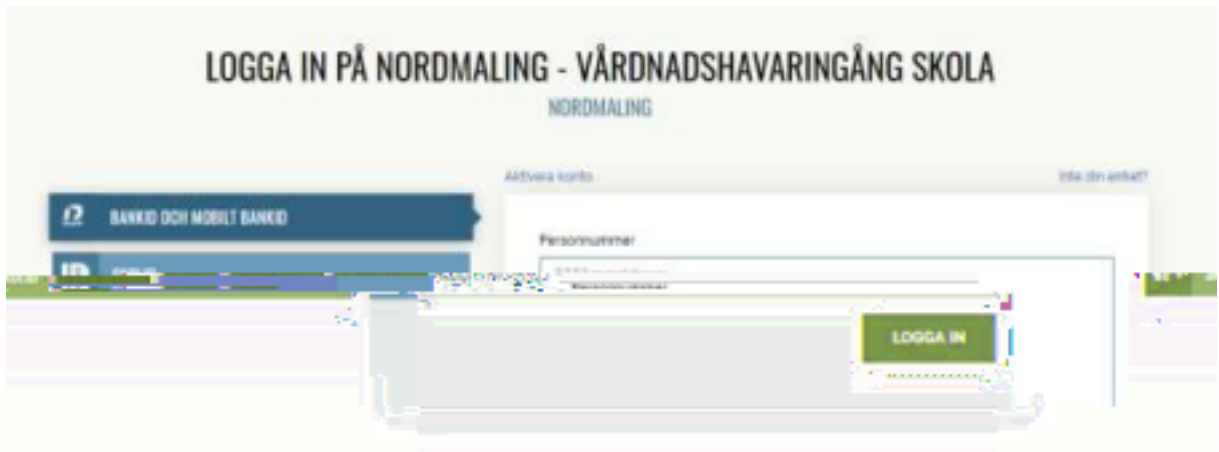 LOGGA IN PÅ NORDMALING - VÅRDNADSHAVARINGÅNG SKOLA
NORDMALING
Aktivera konto
Inte din enhet?
BANKID OCH MOBILT BANKID
Personnummer
Personnummer
LOGGA IN